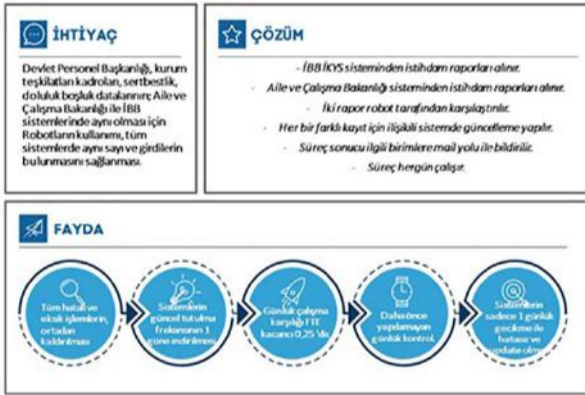 İHTİYAÇ
Devlet Personel Başkanlığı, kurum
teşkilatları kadroları, sertbestlik,
doluluk boşluk datalarının; Aile ve
Çalışma Bakanlığı ile İBB
sistemlerinde aynı olması için
Robotların kullanımı, tüm
sistemlerde aynı sayı ve girdilerin
bulunmasını sağlanması.
ÇÖZÜM
- İBB İKYS sisteminden istihdam raporları alınır.
- Aile ve Çalışma Bakanlığı sisteminden istihdam raporları alınır.
- İki rapor robot tarafından karşılaştırılır.
- Her bir farklı kayıt için ilişkili sistemde güncelleme yapılır.
- Süreç sonucu ilgili birimlere mail yolu ile bildirilir.
- Süreç hergün çalışır.
FAYDA
Tüm hatalı ve
eksik işlemlerin,
ortadan
kaldırılması
Sistemlerin
güncel tutulma
frekansının 1
güne indirilmesi
Günlük çalışma
karşılığı FTE
kazancı 0,25 'dir.
Daha önce
yapılamayan
günlük kontrol.
Sistemlerin
sadece 1 günlük
gecikme ile
hatasız ve
update